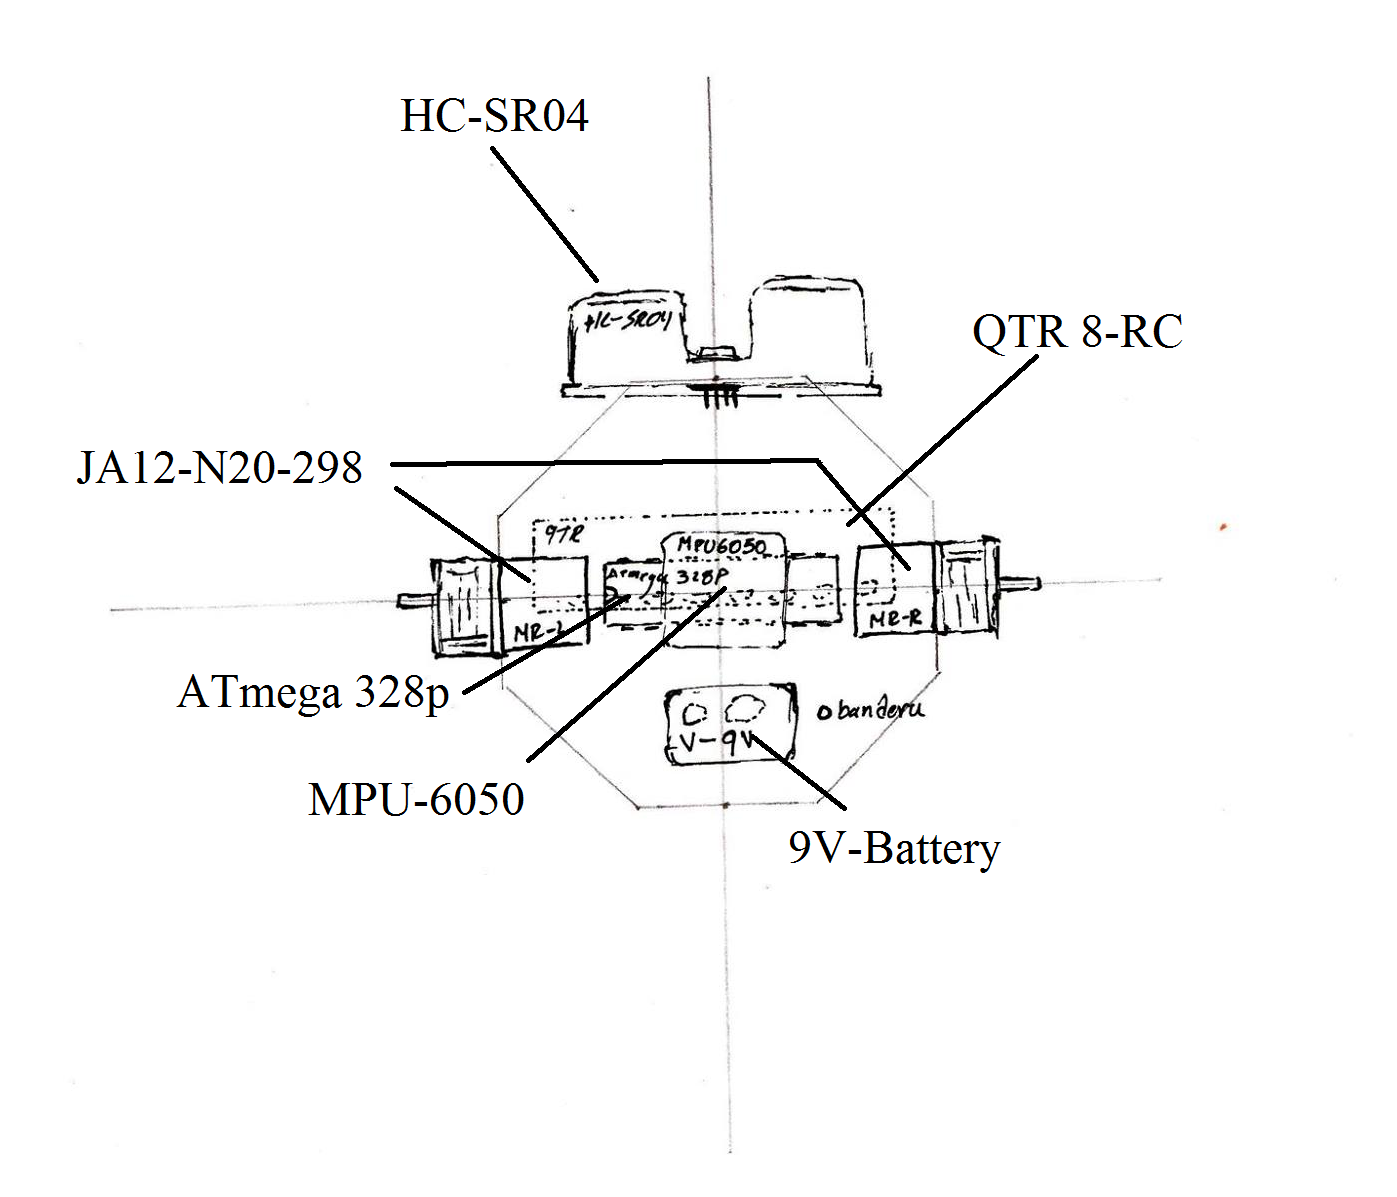 HC-SR04
HC-SR04
QTR 8-RC
JA12-N20-298
QTR
MPU6050
ATmega 328P
MR-L
MR-R
ATmega 328p
V-9V
MPU-6050
9V-Battery